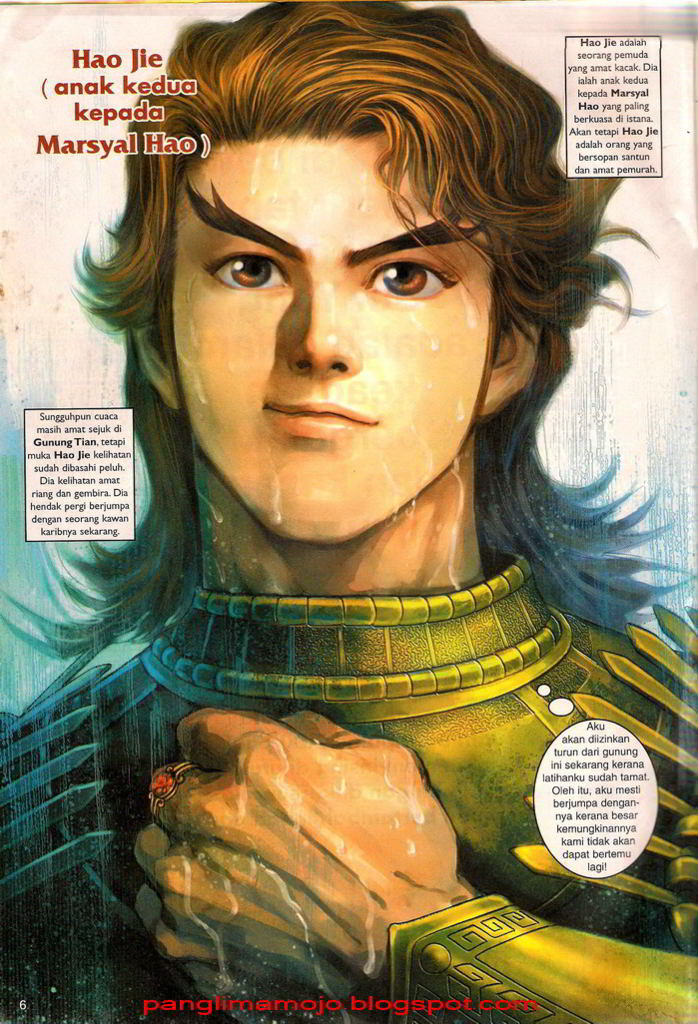 Hao Jie
( anak kedua
kepada
Marsyal Hao )
Hao Jie adalah
seorang pemuda
yang amat kacak. Dia
ialah anak kedua
kepada Marsyal
Hao yang paling
berkuasa di istana.
Akan tetapi Hao Jie
adalah orang yang
bersopan santun
dan amat pemurah.
Sungguhpun cuaca
masih amat sejuk di
Gunung Tian, tetapi
muka Hao Jie kelihatan
sudah dibasahi peluh.
Dia kelihatan amat
riang dan gembira. Dia
hendak pergi berjumpa
dengan seorang kawan
karibnya sekarang.
Aku
akan diizinkan
turun dari gunung
ini sekarang kerana
latihanku sudah tamat.
Oleh itu, aku mesti
berjumpa dengan-
nya kerana besar
kemungkinannya
kami tidak akan
dapat bertemu
lagi!
6
panglimamojo.blogspot.com